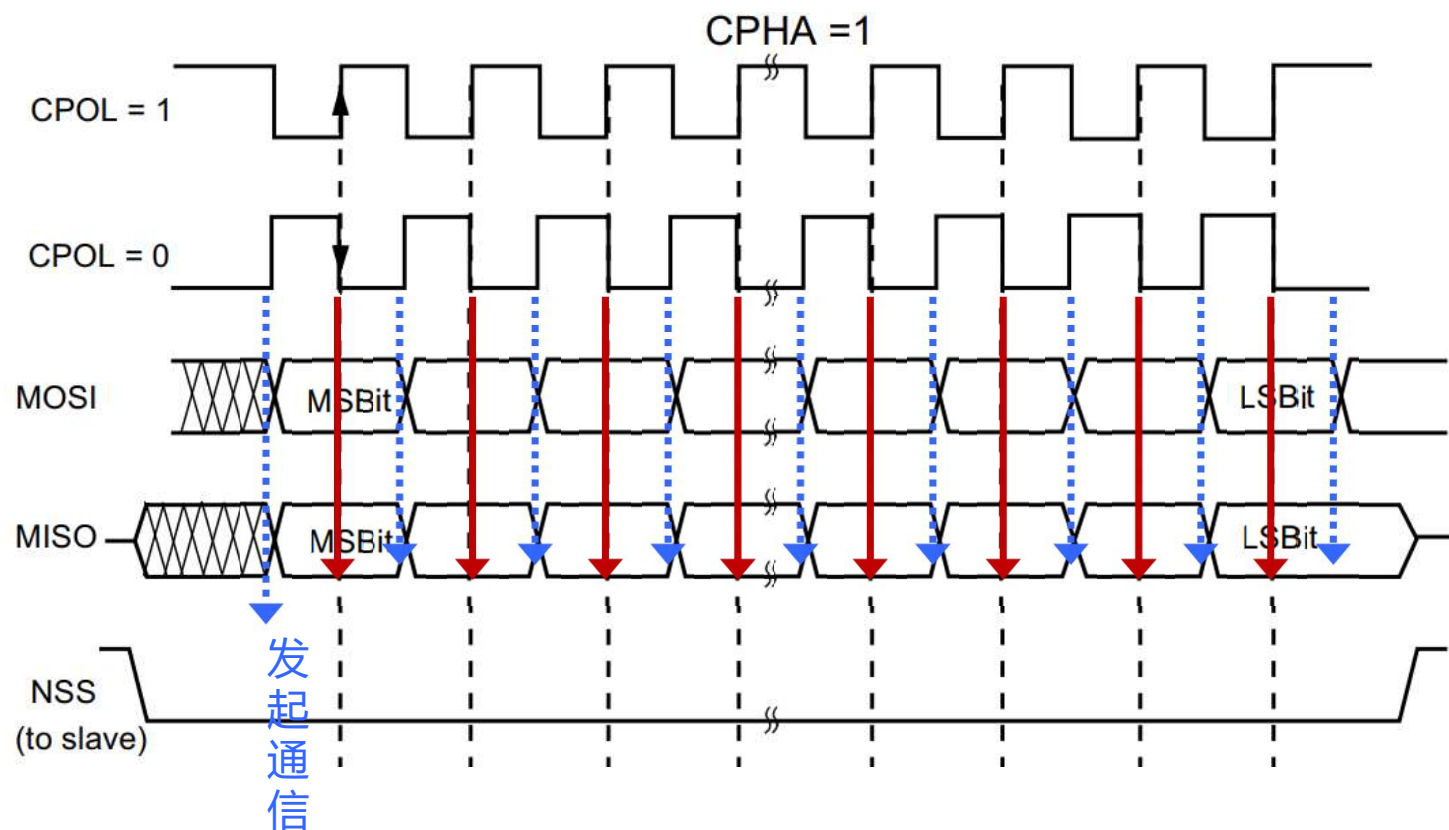 CPHA =1
CPOL = 1
CPOL = 0
MOSI
MSBit
LSBit
MISO
MSBit
LSBit
NSS
(to slave)
发
起
通
信